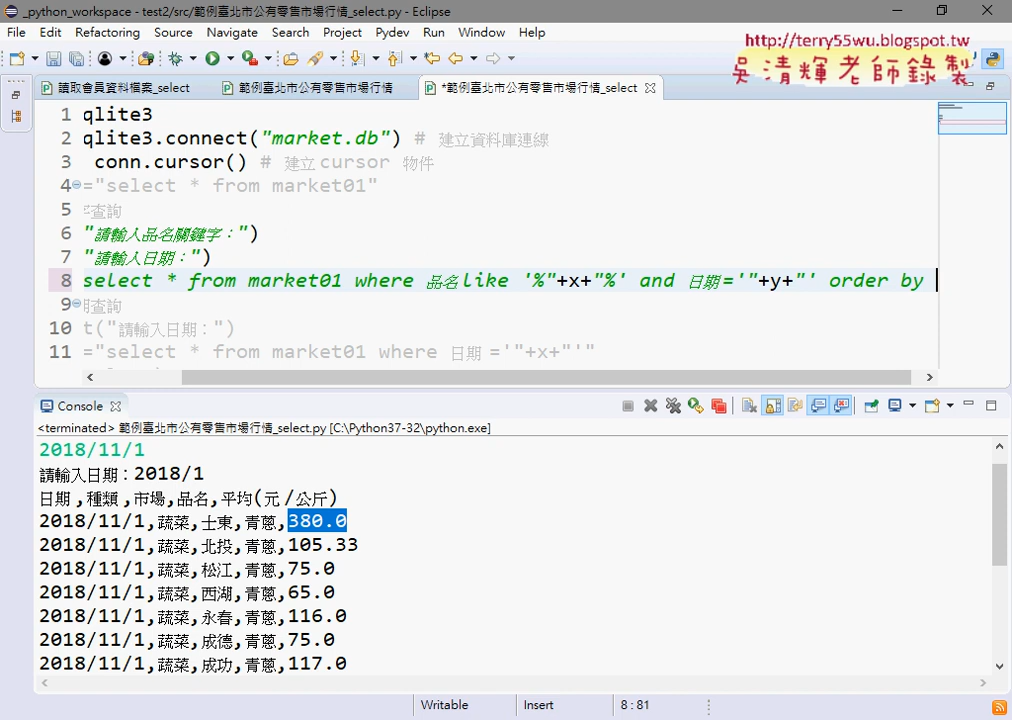 _python_workspace - test2/src/範例臺北市公有零售市場行情_select.py - Eclipse
File Edit Refactoring Source Navigate Search Project Pydev Run Window Help
http://terry55wu.blogspot.tw
吳清輝老師錄製
讀取會員資料檔案_select
範例臺北市公有零售市場行情
*範例臺北市公有零售市場行情_select
1 qlite3
2 qlite3.connect("market.db") # 建立資料庫連線
3 conn.cursor() # 建立 cursor 物件
4 ="select * from market01"
5 查詢
6 "請輸入品名關鍵字：")
7 "請輸入日期：")
8 select * from market01 where 品名 like '%"+x+"%' and 日期='"+y+"' order by
9 期查詢
10 t("請輸入日期：")
11 ="select * from market01 where 日期 ='"+x+"'"
Console
<terminated> 範例臺北市公有零售市場行情_select.py [C:\Python37-32\python.exe]
2018/11/1
請輸入日期：2018/1
日期 ,種類 ,市場,品名,平均(元 /公斤)
2018/11/1,蔬菜,士東,青蔥,380.0
2018/11/1,蔬菜,北投,青蔥,105.33
2018/11/1,蔬菜,松江,青蔥,75.0
2018/11/1,蔬菜,西湖,青蔥,65.0
2018/11/1,蔬菜,永春,青蔥,116.0
2018/11/1,蔬菜,成德,青蔥,75.0
2018/11/1,蔬菜,成功,青蔥,117.0
Writable Insert 8 : 81